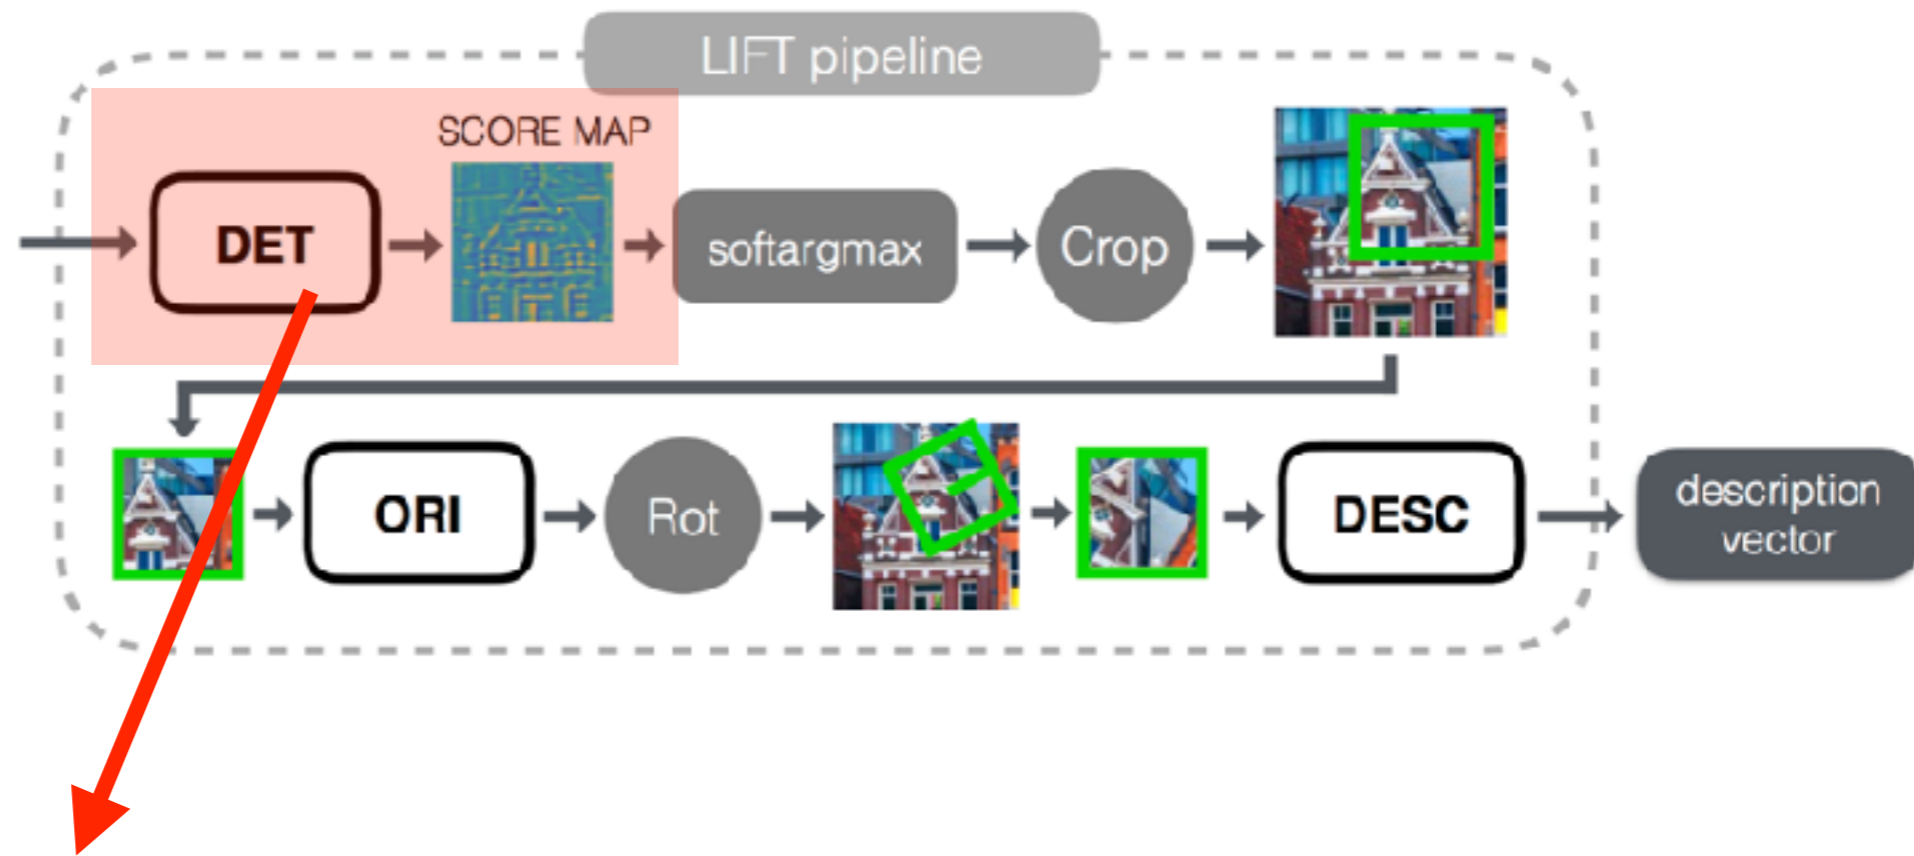 LIFT pipeline
SCORE MAP
DET
softargmax
Crop
ORI
Rot
DESC
description
vector